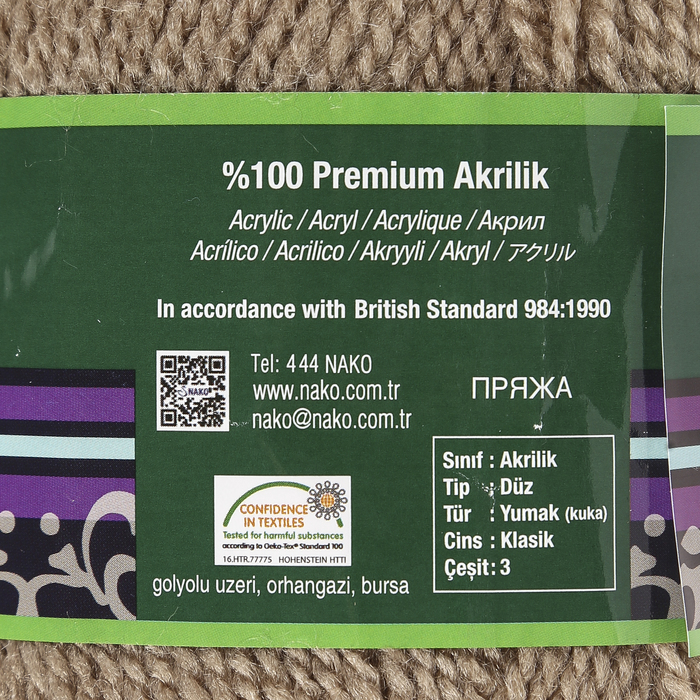 %100 Premium Akrilik
Acrylic / Acryl / Acrylique / Акрил
Acrílico / Acrilico / Akryyli / Akryl / アクリル
In accordance with British Standard 984:1990
NAKO
Tel: 444 NAKO
www.nako.com.tr
nako@nako.com.tr
ПРЯЖА
CONFIDENCE
IN TEXTILES
Tested for harmful substances
according to Oeko-Tex® Standard 100
16.HTR.77775 HOHENSTEIN HTTI
golyolu uzeri, orhangazi, bursa
Sınıf : Akrilik
Tip : Düz
Tür : Yumak (kuka)
Cins : Klasik
Çeşit: 3